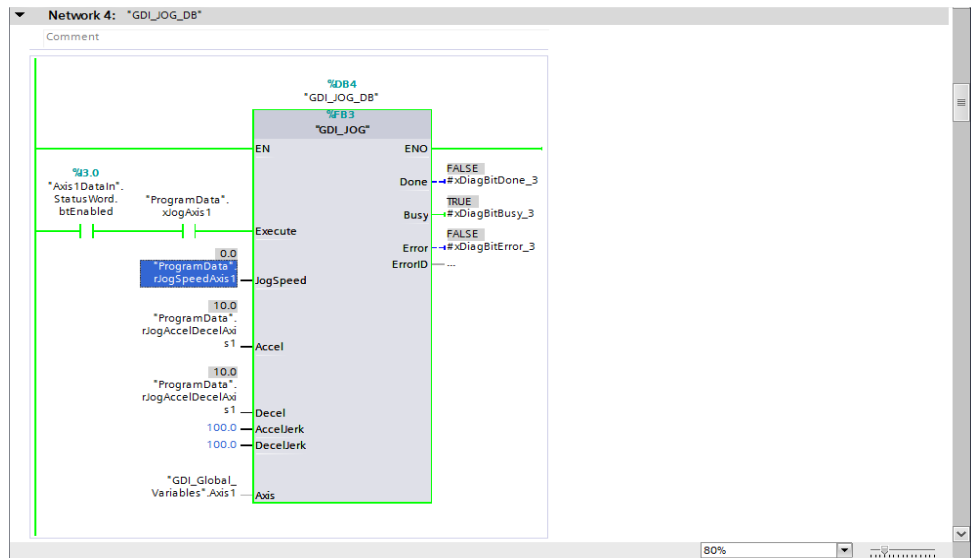 Network 4: "GDI_JOG_DB"
Comment
%DB4
"GDI_JOG_DB"
%FB3
"GDI_JOG"
EN ENO
%I3.0
"Axis1DataIn".
StatusWord.
btEnabled
"ProgramData".
xJogAxis1
Execute
FALSE
Done #xDiagBitDone_3
TRUE
Busy #xDiagBitBusy_3
FALSE
Error #xDiagBitError_3
ErrorID ...
0.0
"ProgramData".
rJogSpeedAxis1 JogSpeed
10.0
"ProgramData".
rJogAccelDecelAxi
s1 Accel
10.0
"ProgramData".
rJogAccelDecelAxi
s1 Decel
100.0 AccelJerk
100.0 DecelJerk
"GDI_Global_
Variables".Axis1 Axis
80%